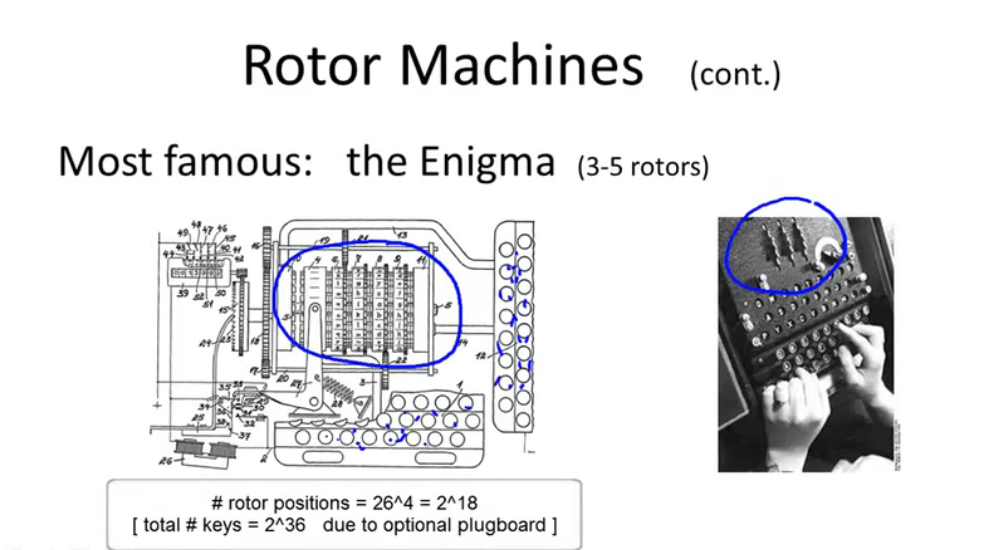 Rotor Machines (cont.)
Most famous: the Enigma (3-5 rotors)
# rotor positions = 26^4 = 2^18
[ total # keys = 2^36 due to optional plugboard ]